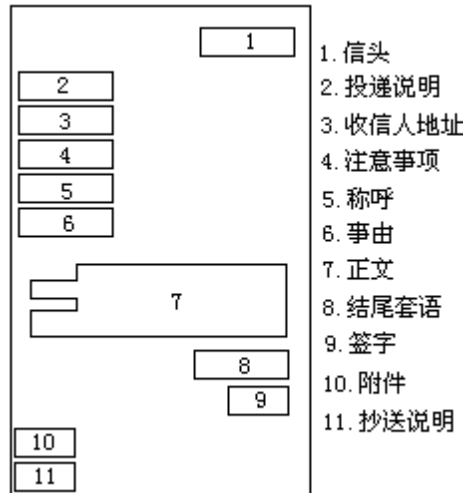 1
2
3
4
5
6
7
8
9
10
11
1.信头
2.投递说明
3.收信人地址
4.注意事项
5.称呼
6.事由
7.正文
8.结尾套语
9.签字
10.附件
11.抄送说明